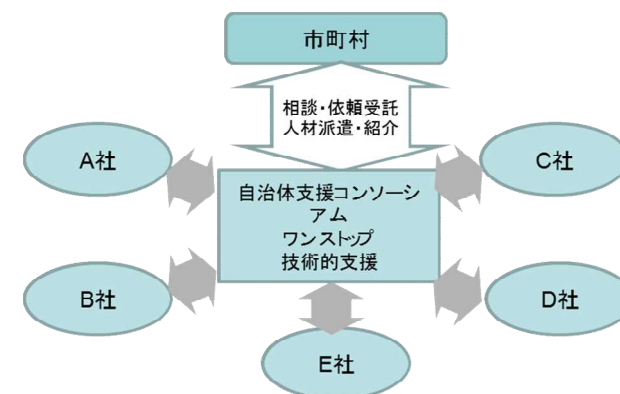 市町村
相談・依頼受託
人材派遣・紹介
A社
C社
自治体支援コンソーシ
アム
ワンストップ
技術的支援
B社
D社
E社